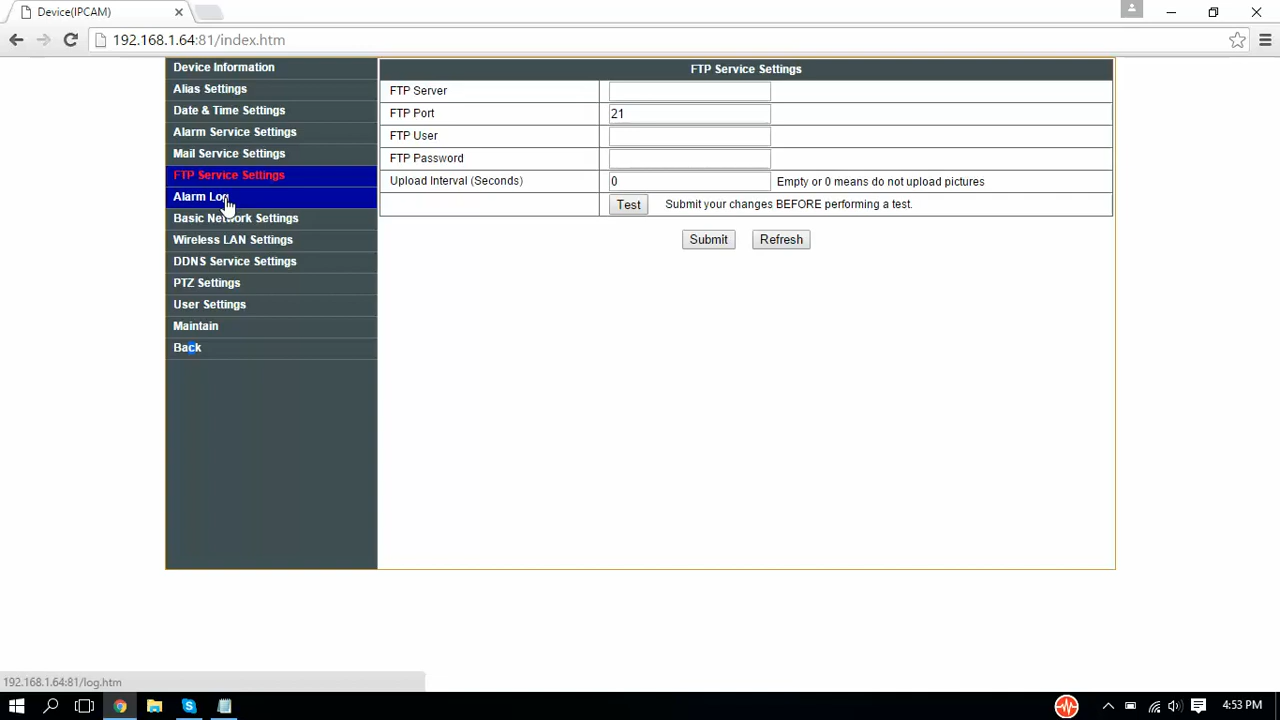 Device(IPCAM)
192.168.1.64:81/index.htm
Device Information
Alias Settings
Date & Time Settings
Alarm Service Settings
Mail Service Settings
FTP Service Settings
Alarm Log
Basic Network Settings
Wireless LAN Settings
DDNS Service Settings
PTZ Settings
User Settings
Maintain
Back
FTP Service Settings
FTP Server
FTP Port 21
FTP User
FTP Password
Upload Interval (Seconds) 0 Empty or 0 means do not upload pictures
Test Submit your changes BEFORE performing a test.
Submit Refresh
192.168.1.64:81/log.htm
4:53 PM